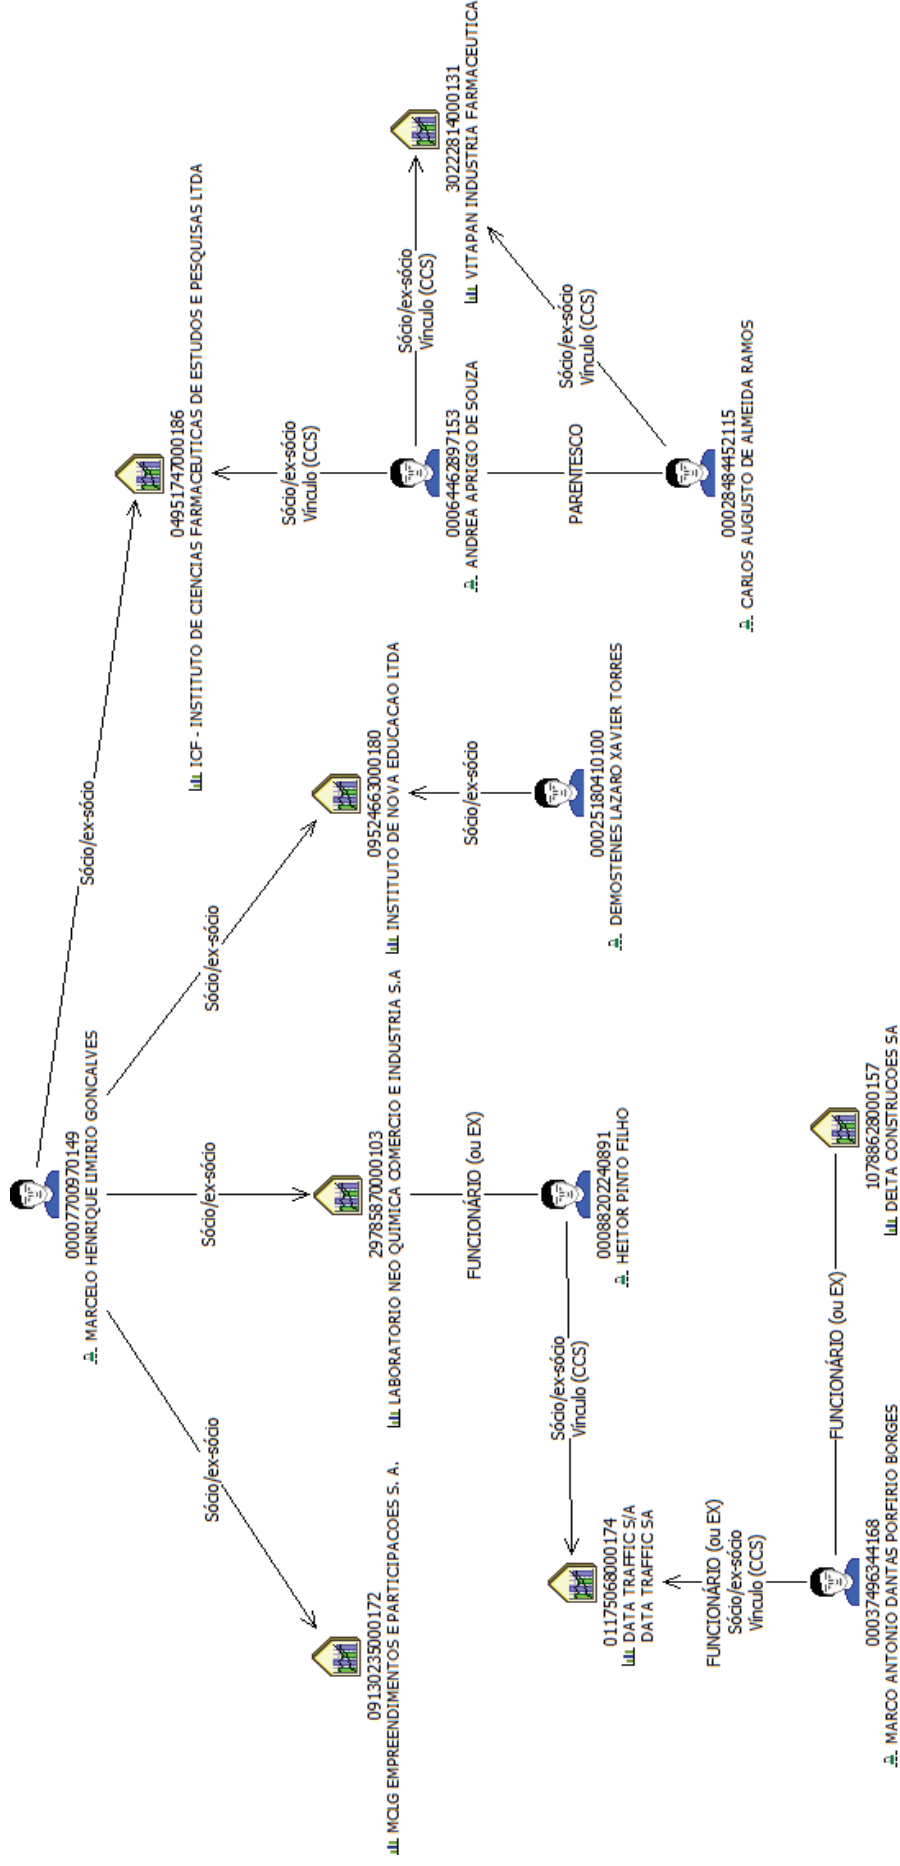 000077700970149
MARCELO HENRIQUE LIMIRIO GONCALVES
Sócio/ex-sócio
Sócio/ex-sócio
Sócio/ex-sócio
Sócio/ex-sócio
09130235000172
MCLG EMPREENDIMENTOS E PARTICIPACOES S. A.
29785870000103
LABORATORIO NEO QUIMICA COMERCIO E INDUSTRIA S.A
09524663000180
INSTITUTO DE NOVA EDUCACAO LTDA
04951747000186
ICF - INSTITUTO DE CIENCIAS FARMACEUTICAS DE ESTUDOS E PESQUISAS LTDA
Sócio/ex-sócio
Vínculo (CCS)
Sócio/ex-sócio
Vínculo (CCS)
30222814000131
VITAPAN INDUSTRIA FARMACEUTICA
00064462897153
ANDREA APRIGIO DE SOUZA
PARENTESCO
Sócio/ex-sócio
Vínculo (CCS)
00028484452115
CARLOS AUGUSTO DE ALMEIDA RAMOS
Sócio/ex-sócio
00025180410100
DEMOSTENES LAZARO XAVIER TORRES
FUNCIONÁRIO (ou EX)
00088202240891
HEITOR PINTO FILHO
Sócio/ex-sócio
Vínculo (CCS)
01175068000174
DATA TRAFFIC S/A
DATA TRAFFIC SA
FUNCIONÁRIO (ou EX)
Sócio/ex-sócio
Vínculo (CCS)
00037496344168
MARCO ANTONIO DANTAS PORFIRIO BORGES
FUNCIONÁRIO (ou EX)
10788628000157
DELTA CONSTRUCOES SA